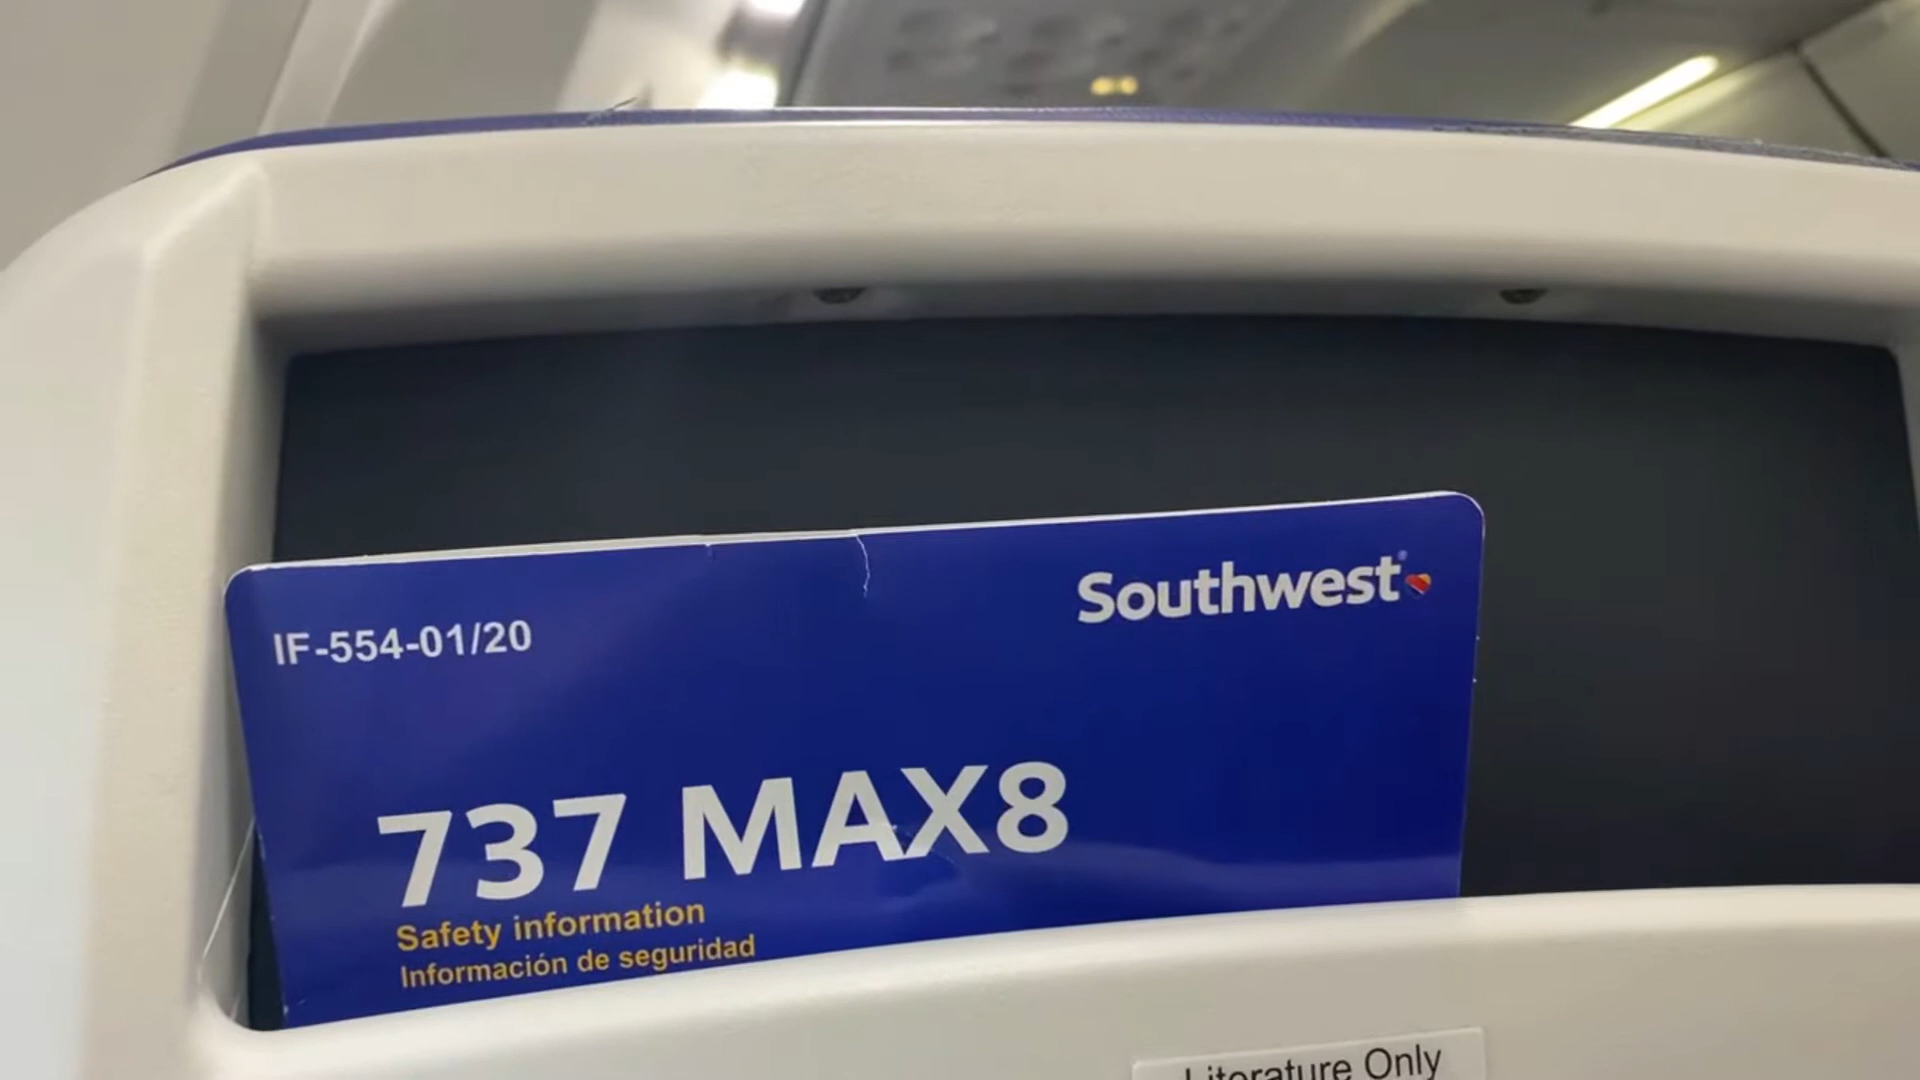 Southwest®
IF-554-01/20
737 MAX8
Safety information
Información de seguridad
Literature Only